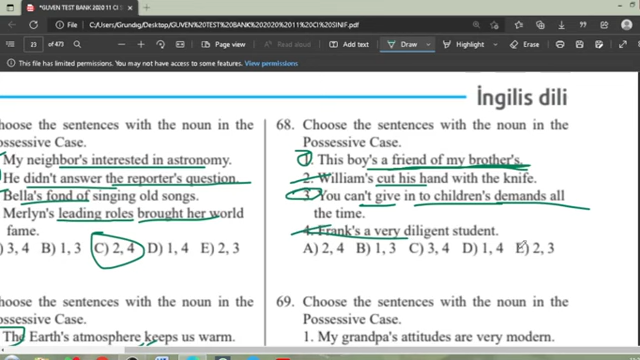 *GUVEN TEST BANK 2020 11 CI S
File | C:/Users/Grundig/Desktop/GUVEN%20TEST%20BANK%202020%20%2011%20CI%20SINIF.pdf
23 of 473
Page view
Read aloud
Add text
Draw
Highlight
Erase
This file has limited permissions. You may not have access to some features. View permissions
İngilis dili
hoose the sentences with the noun in the
ossessive Case.
My neighbor's interested in astronomy.
He didn't answer the reporter's question.
Bella's fond of singing old songs.
Merlyn's leading roles brought her world
fame.
) 3, 4 B) 1, 3 C) 2, 4 D) 1, 4 E) 2, 3
hoose the sentences with the noun in the
ossessive Case.
The Earth's atmosphere keeps us warm.
68. Choose the sentences with the noun in the
Possessive Case.
1. This boy's a friend of my brother's.
2. William's cut his hand with the knife.
3. You can't give in to children's demands all
the time.
4. Frank's a very diligent student.
A) 2, 4 B) 1, 3 C) 3, 4 D) 1, 4 E) 2, 3
69. Choose the sentences with the noun in the
Possessive Case.
1. My grandpa's attitudes are very modern.